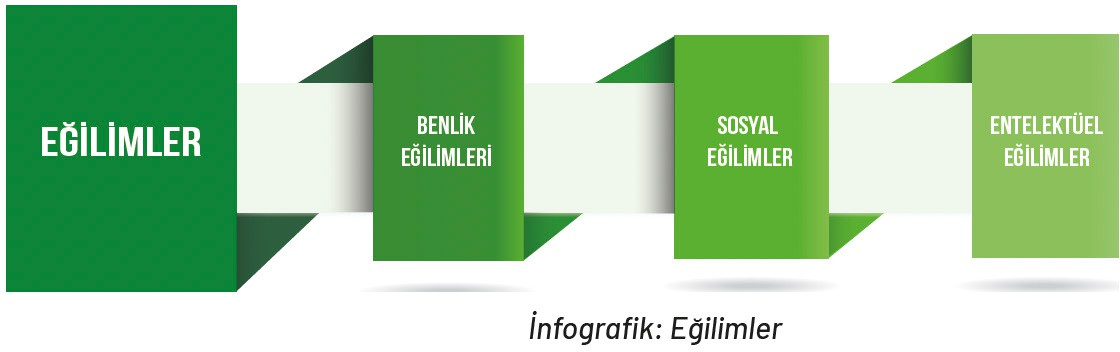 EĞİLİMLER
BENLİK
EĞİLİMLERİ
SOSYAL
EĞİLİMLER
ENTELEKTÜEL
EĞİLİMLER
İnfografik: Eğilimler